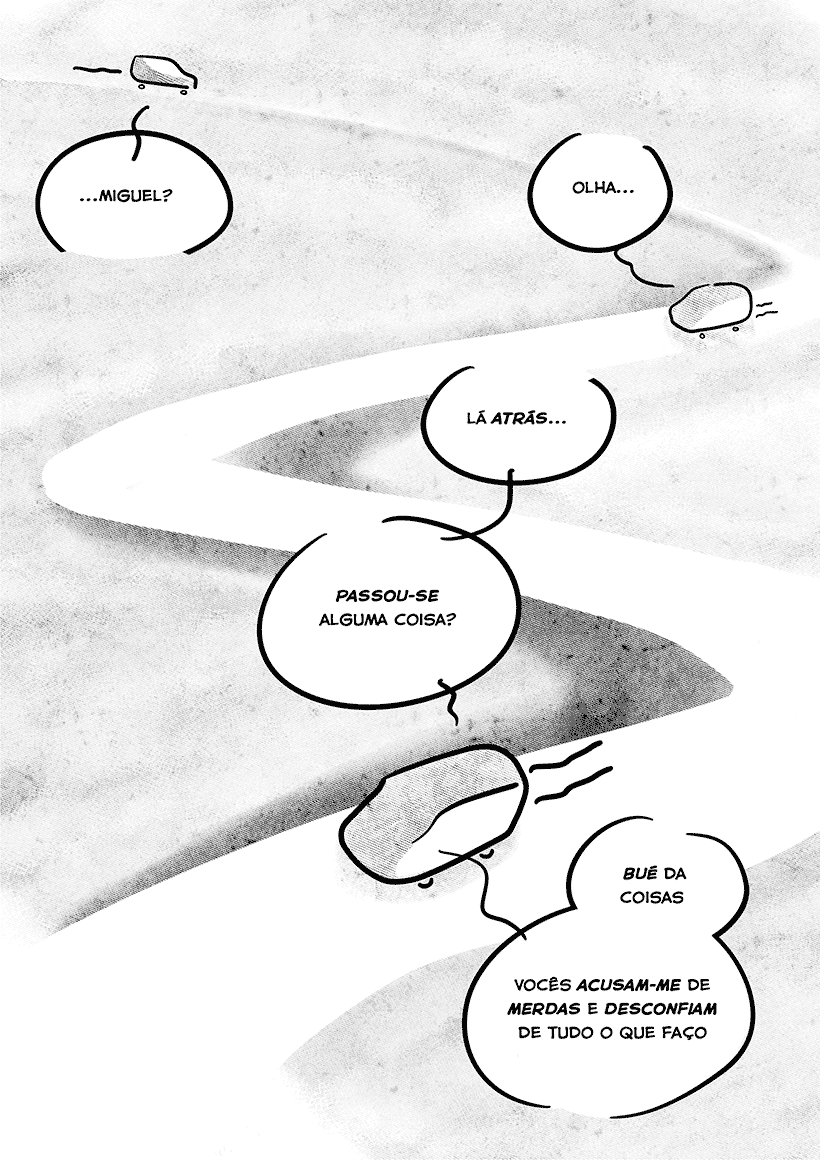 ...MIGUEL?
OLHA...
LÁ ATRÁS...
PASSOU-SE
ALGUMA COISA?
BUÉ DA
COISAS
VOCÊS ACUSAM-ME DE
MERDAS E DESCONFIAM
DE TUDO O QUE FAÇO